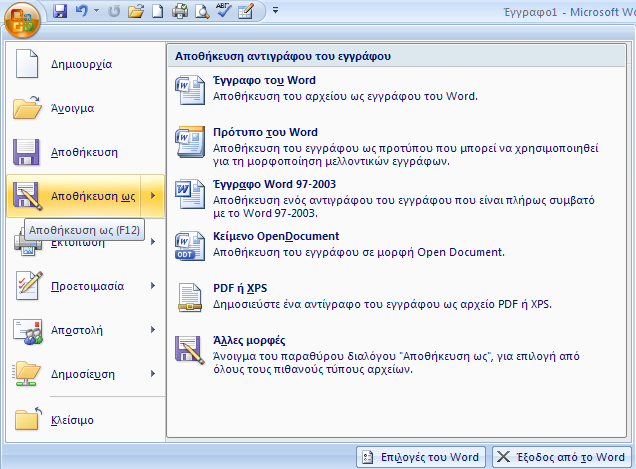 Έγγραφο1 - Microsoft Wo
Δημιουργία
Άνοιγμα
Αποθήκευση
Αποθήκευση ως
Αποθήκευση ως (F12)
Εκτύπωση
Προετοιμασία
Αποστολή
Δημοσίευση
Κλείσιμο
Αποθήκευση αντιγράφου του εγγράφου
Έγγραφο του Word
Αποθήκευση του αρχείου ως εγγράφου του Word.
Πρότυπο του Word
Αποθήκευση του εγγράφου ως προτύπου που μπορεί να χρησιμοποιηθεί
για τη μορφοποίηση μελλοντικών εγγράφων.
Έγγραφο Word 97-2003
Αποθήκευση ενός αντιγράφου του εγγράφου που είναι πλήρως συμβατό
με το Word 97-2003.
Κείμενο OpenDocument
Αποθήκευση του εγγράφου σε μορφή Open Document.
PDF ή XPS
Δημοσιεύστε ένα αντίγραφο του εγγράφου ως αρχείο PDF ή XPS.
Άλλες μορφές
Άνοιγμα του παραθύρου διαλόγου "Αποθήκευση ως", για επιλογή από
όλους τους πιθανούς τύπους αρχείων.
Επιλογές του Word
Έξοδος από το Word